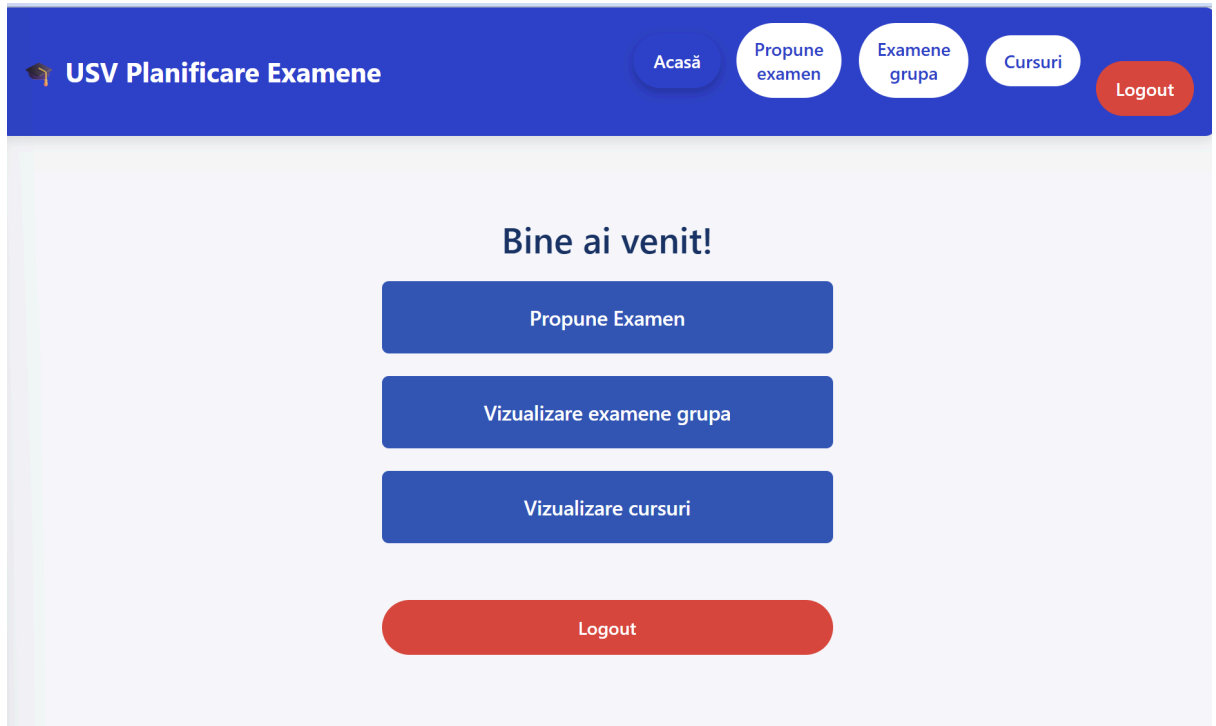 USV Planificare Examene
Acasă
Propune
examen
Examene
grupa
Cursuri
Logout
Bine ai venit!
Propune Examen
Vizualizare examene grupa
Vizualizare cursuri
Logout